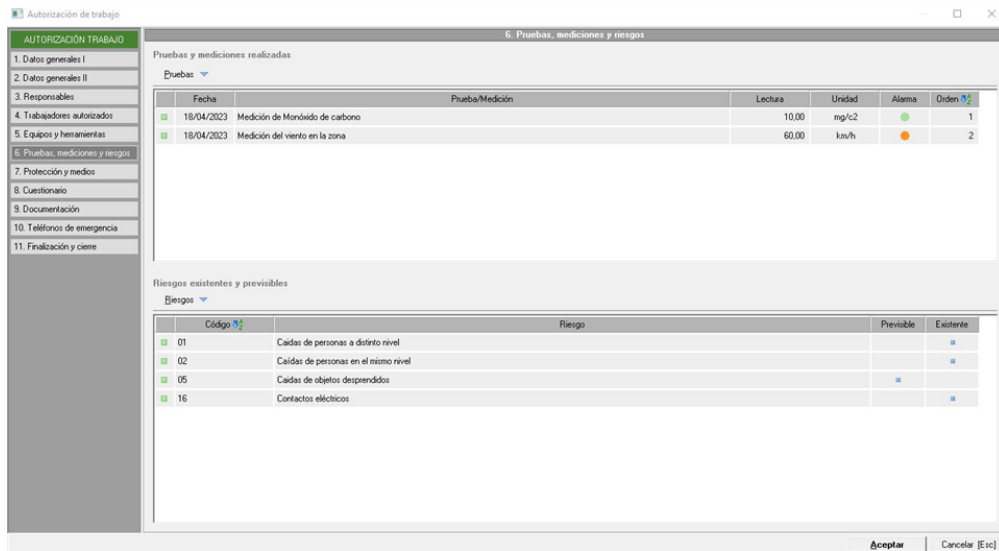 Autorización de trabajo
AUTORIZACIÓN TRABAJO
1. Datos generales I
2. Datos generales II
3. Responsables
4. Trabajadores autorizados
5. Equipos y herramientas
6. Pruebas, mediciones y riesgos
7. Protección y medios
8. Cuestionario
9. Documentación
10. Teléfonos de emergencia
11. Finalización y cierre
6. Pruebas, mediciones y riesgos
Pruebas y mediciones realizadas
Pruebas
Fecha Prueba/Medición Lectura Unidad Alarma Orden
18/04/2023 Medición de Monóxido de carbono 10,00 mg/c2 1
18/04/2023 Medición del viento en la zona 60,00 km/h 2
Riesgos existentes y previsibles
Riesgos
Código Riesgo Previsible Existente
01 Caidas de personas a distinto nivel
02 Caídas de personas en el mismo nivel
05 Caidas de objetos desprendidos
16 Contactos eléctricos
Aceptar Cancelar [Esc]